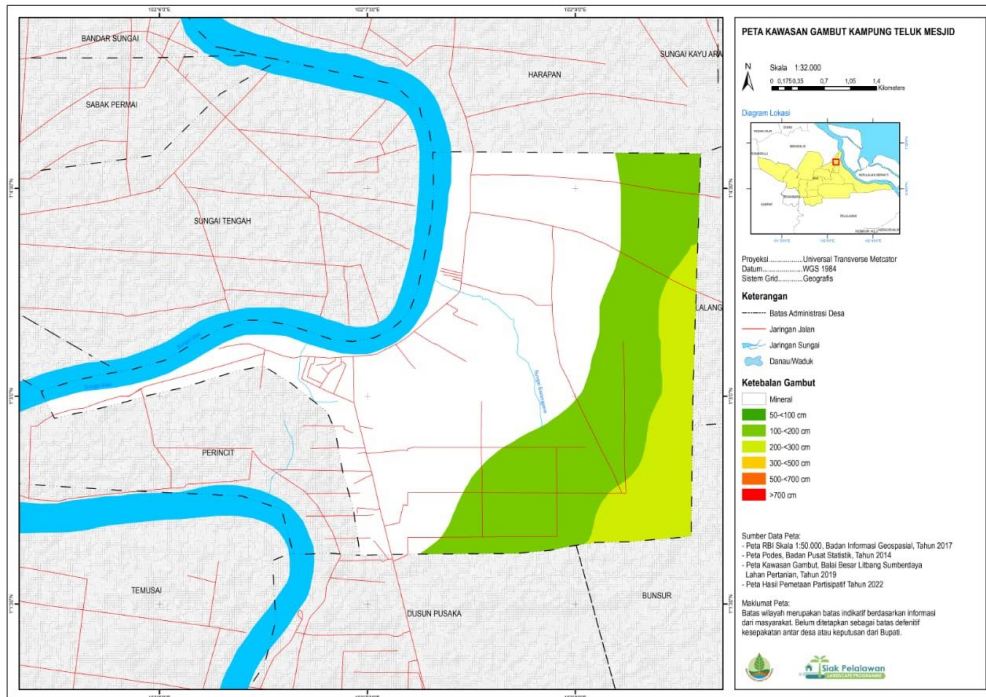 BANDAR SUNGAI
SABAK PERMAI
HARAPAN
SUNGAI KAYU ARA
SUNGAI TENGAH
LALANG
PERINCIT
TEMUSAI
DUSUN PUSAKA
BUNSUR
PETA KAWASAN GAMBUT KAMPUNG TELUK MESJID
N
Skala 1:32.000
0 0,175 0,35 0,7 1,05 1,4
Kilometers
Diagram Lokasi
Proyeksi..................Universal Transverse Metcator
Datum.....................WGS 1984
Sistem Grid.............Geografis
Keterangan
Batas Administrasi Desa
Jaringan Jalan
Jaringan Sungai
Danau/Waduk
Ketebalan Gambut
Mineral
50-<100 cm
100-<200 cm
200-<300 cm
300-<500 cm
500-<700 cm
>700 cm
Sumber Data Peta:
- Peta RBI Skala 1:50.000, Badan Informasi Geospasial, Tahun 2017
- Peta Podes, Badan Pusat Statistik, Tahun 2014
- Peta Kawasan Gambut, Balai Besar Litbang Sumberdaya
Lahan Pertanian, Tahun 2019
- Peta Hasil Pemetaan Partisipatif Tahun 2022
Maklumat Peta:
Batas wilayah merupakan batas indikatif berdasarkan informasi
dari masyarakat. Belum ditetapkan sebagai batas defenitif
kesepakatan antar desa atau keputusan dari Bupati.
Siak Pelalawan
LANDSCAPE PROGRAMME